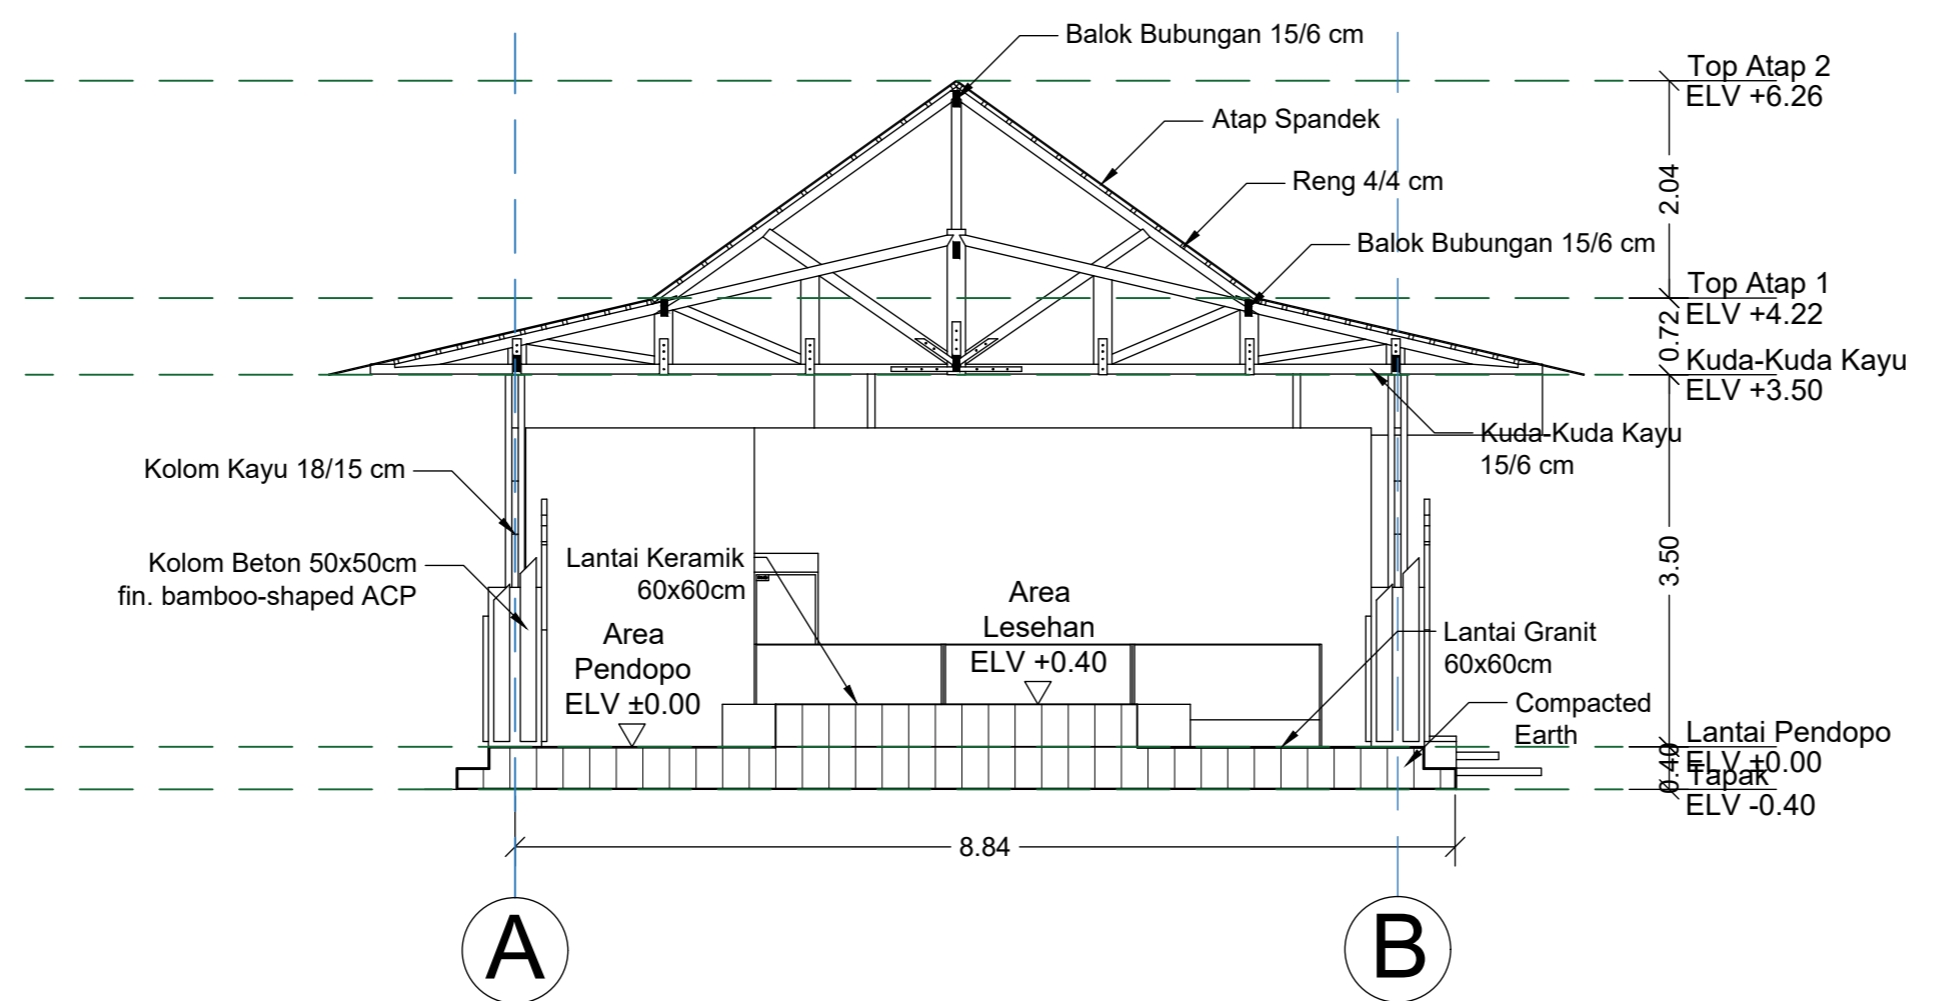 Balok Bubungan 15/6 cm
Top Atap 2
ELV +6.26
Atap Spandek
Reng 4/4 cm
2.04
Balok Bubungan 15/6 cm
Top Atap 1
ELV +4.22
0.72
Kuda-Kuda Kayu
ELV +3.50
Kuda-Kuda Kayu
15/6 cm
Kolom Kayu 18/15 cm
Kolom Beton 50x50cm
fin. bamboo-shaped ACP
Lantai Keramik
60x60cm
3.50
Area
Lesehan
ELV +0.40
Area
Pendopo
ELV ±0.00
Lantai Granit
60x60cm
Compacted
Earth
Lantai Pendopo
ELV ±0.00
0.40
Tapak
ELV -0.40
8.84
A
B